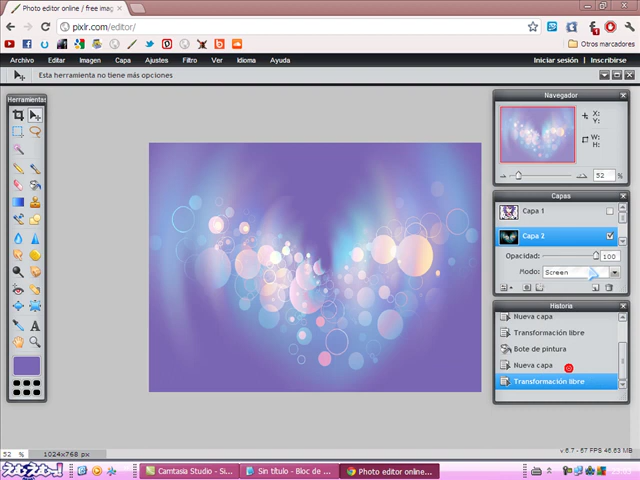 Photo editor online / free imag
pixlr.com/editor/
Otros marcadores
Archivo Editar Imagen Capa Ajustes Filtro Ver Idioma Ayuda Iniciar sesión | Inscribirse
Esta herramienta no tiene más opciones
Herramientas
Navegador
X:
Y:
W:
H:
52 %
Capas
Capa 1
Capa 2
Opacidad: 100
Modo: Screen
Historia
Nueva capa
Transformación libre
Bote de pintura
Nueva capa
Transformación libre
52 % 1024x768 px v:6.7 - 57 FPS 46.63 MB
Camtasia Studio - Si...
Sin título - Bloc de ...
Photo editor online...